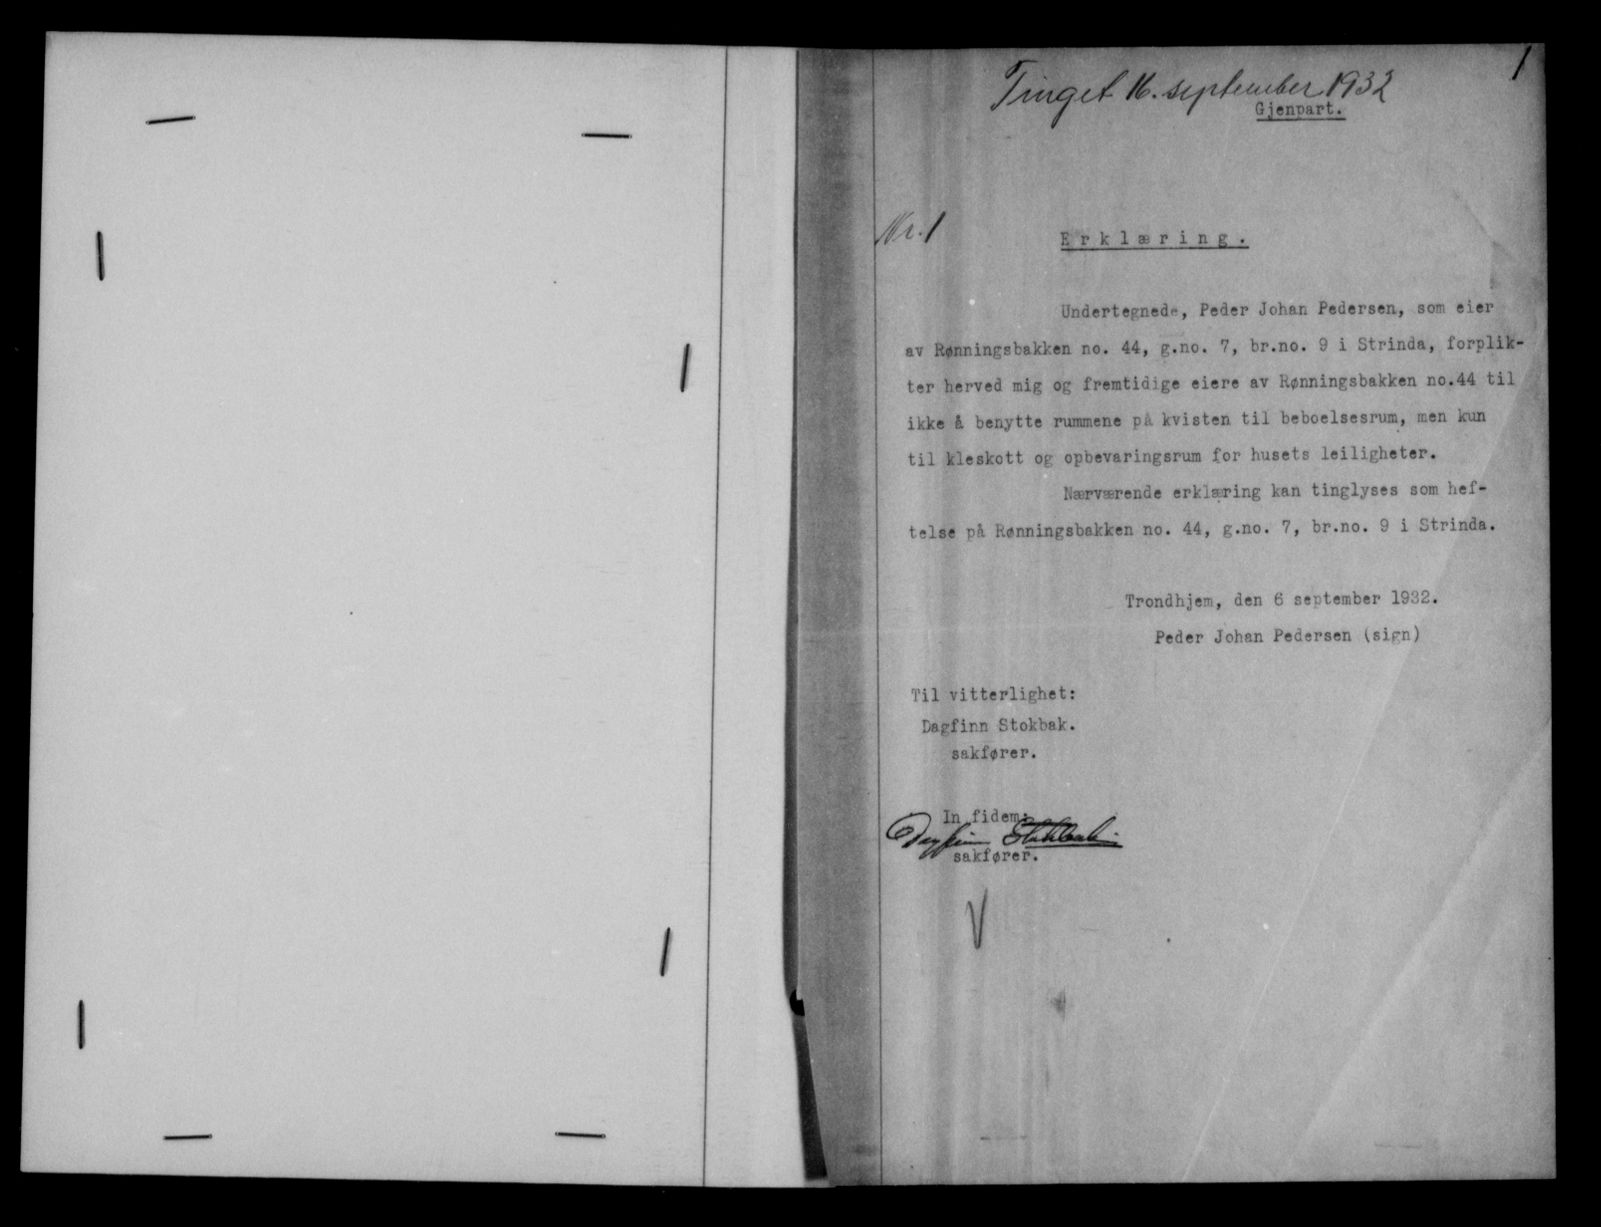 1
Tinget 16. september 1932
Gjenpart.
Nr. 1
Erklæring.
Undertegnede, Peder Johan Pedersen, som eier
av Rønningsbakken no. 44, g.no. 7, br.no. 9 i Strinda, forplik-
ter herved mig og fremtidige eiere av Rønningsbakken no.44 til
ikke å benytte rummene på kvisten til beboelsesrum, men kun
til kleskott og opbevaringsrum for husets leiligheter.
Nærværende erklæring kan tinglyses som hef-
telse på Rønningsbakken no. 44, g.no. 7, br.no. 9 i Strinda.
Trondhjem, den 6 september 1932.
Peder Johan Pedersen (sign)
Til vitterlighet:
Dagfinn Stokbak.
sakfører.
In fidem:
Dagfinn Stokbak
sakfører.